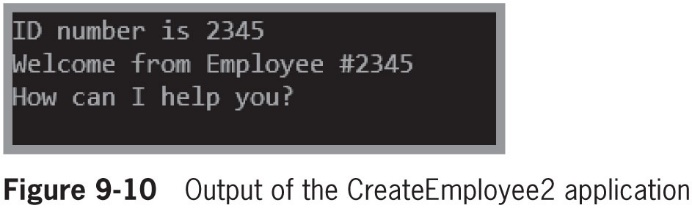 ID number is 2345
Welcome from Employee #2345
How can I help you?
Figure 9-10 Output of the CreateEmployee2 application